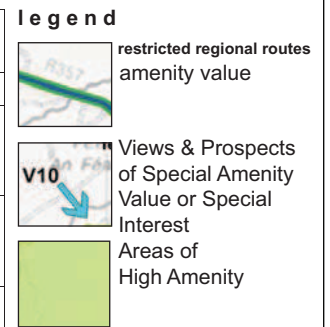 legend
restricted regional routes
amenity value
R357
V10
Views & Prospects
of Special Amenity
Value or Special
Interest
Areas of
High Amenity